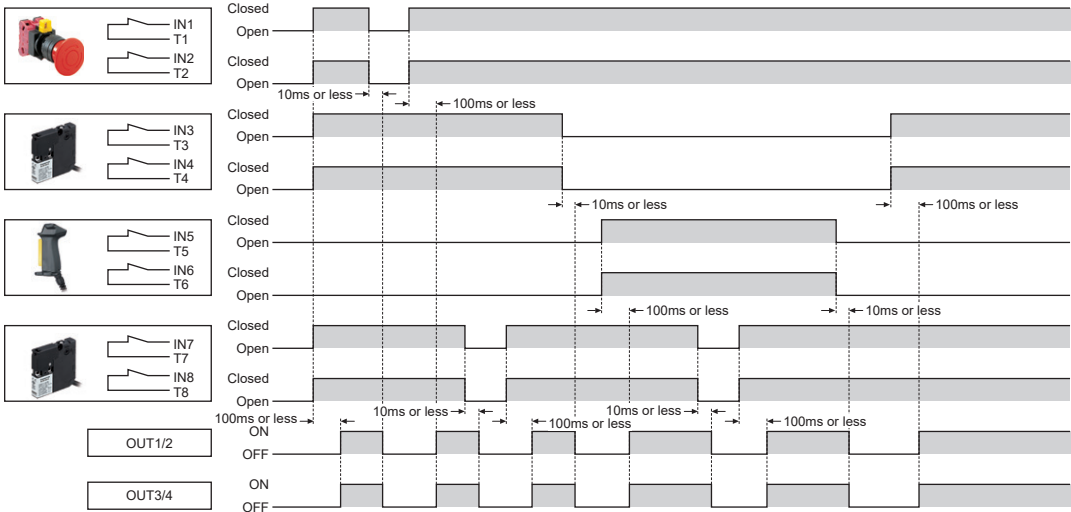 Closed
IN1
Open
T1
Closed
IN2
T2
Open
10ms or less
100ms or less
Closed
IN3
Open
T3
Closed
IN4
T4
Open
10ms or less
100ms or less
Closed
IN5
Open
T5
Closed
IN6
T6
Open
100ms or less
10ms or less
Closed
IN7
Open
T7
Closed
IN8
T8
Open
100ms or less
10ms or less
100ms or less
10ms or less
100ms or less
OUT1/2
ON
OFF
OUT3/4
ON
OFF